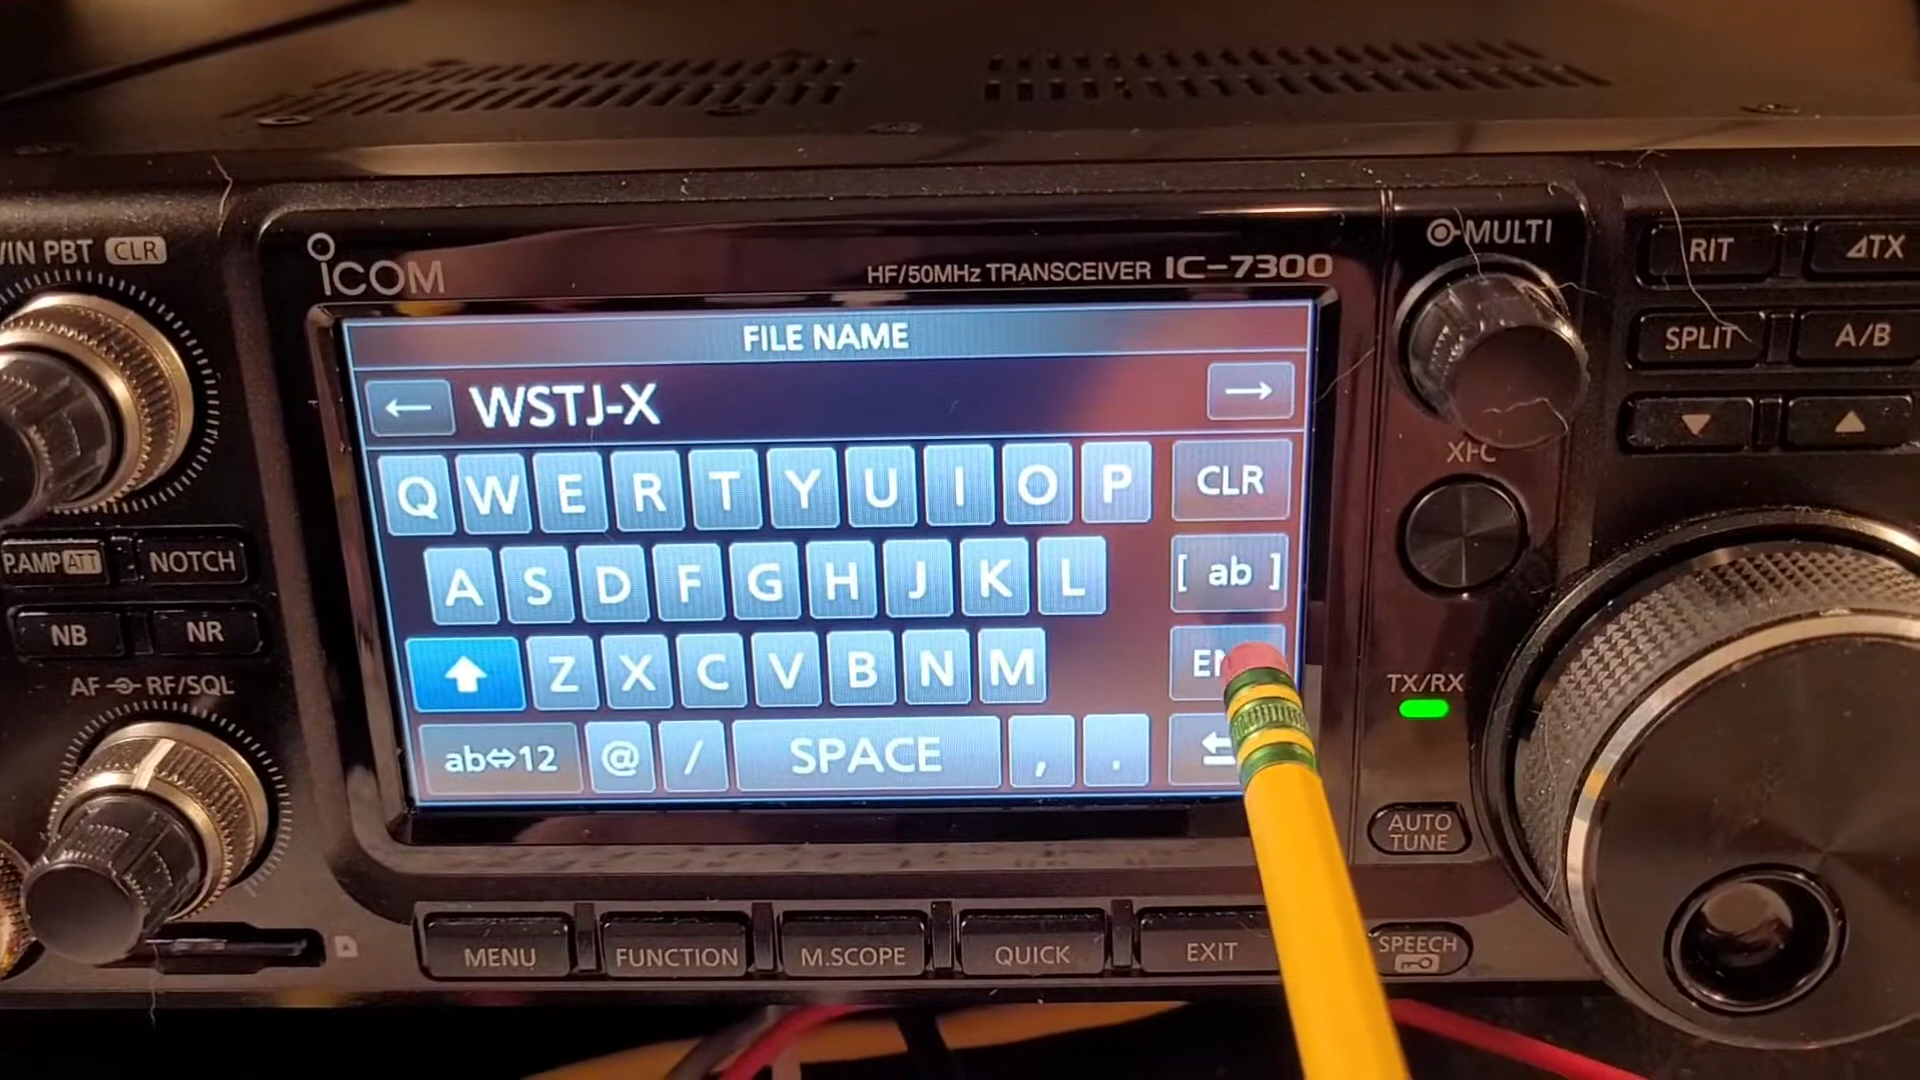 WIN PBT CLR
ICOM
HF/50MHz TRANSCEIVER IC-7300
MULTI
RIT
ΔTX
FILE NAME
← WSTJ-X →
SPLIT
A/B
Q W E R T Y U I O P CLR
XFC
A S D F G H J K L [ ab ]
P.AMP ATT
NOTCH
NB
NR
Z X C V B N M
AF RF/SQL
TX/RX
ab⇔12 @ / SPACE , .
AUTO
TUNE
MENU
FUNCTION
M.SCOPE
QUICK
EXIT
SPEECH